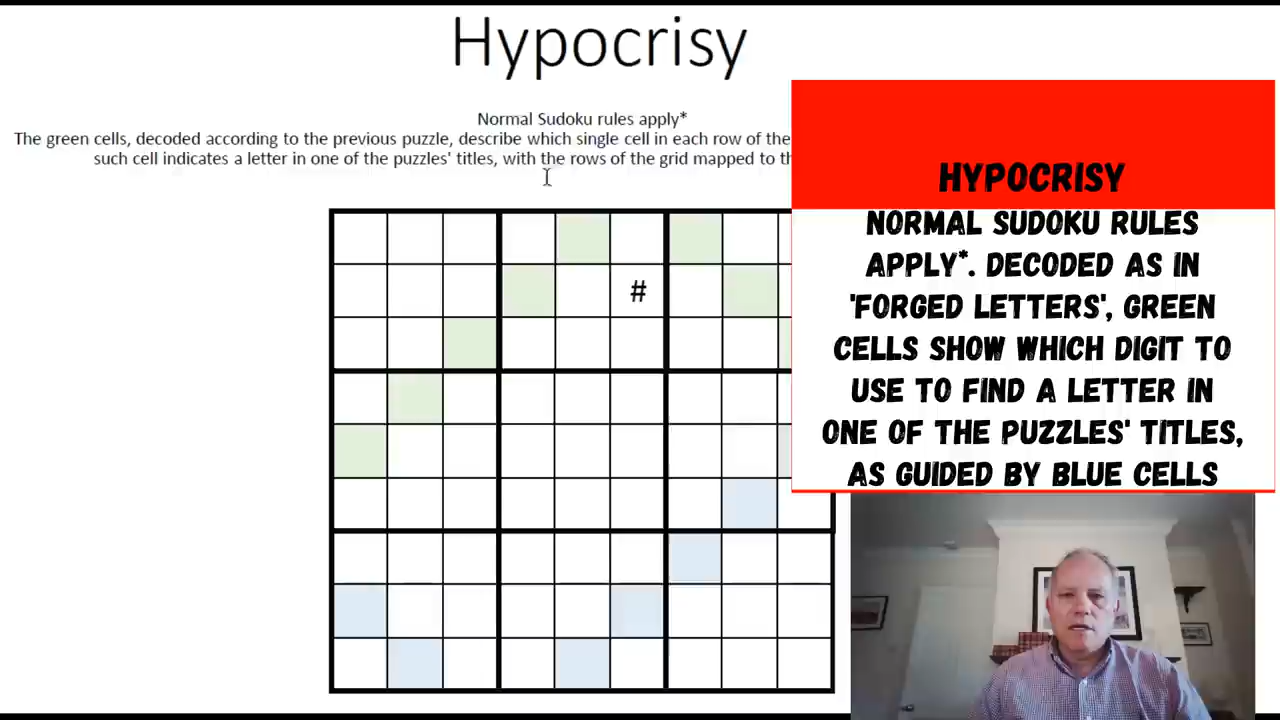 Hypocrisy
Normal Sudoku rules apply*
The green cells, decoded according to the previous puzzle, describe which single cell in each row of the
such cell indicates a letter in one of the puzzles' titles, with the rows of the grid mapped to
#
HYPOCRISY
NORMAL SUDOKU RULES
APPLY*. DECODED AS IN
'FORGED LETTERS', GREEN
CELLS SHOW WHICH DIGIT TO
USE TO FIND A LETTER IN
ONE OF THE PUZZLES' TITLES,
AS GUIDED BY BLUE CELLS